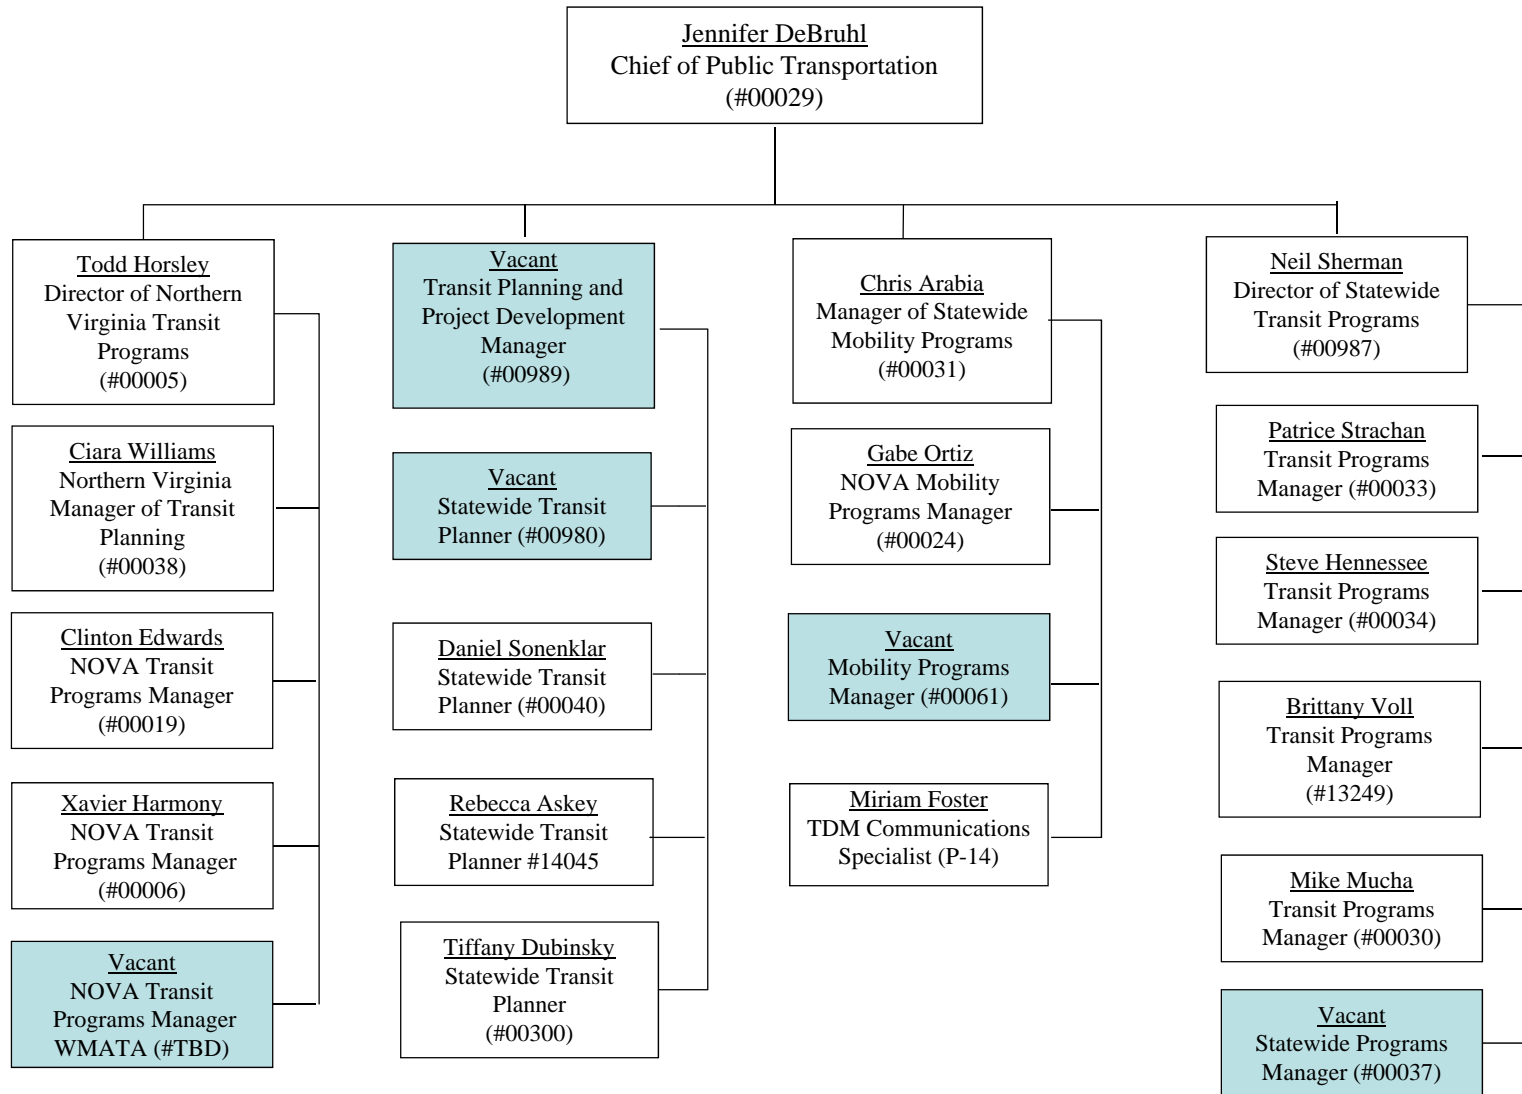 Jennifer DeBruhl
Chief of Public Transportation
(#00029)
Todd Horsley
Director of Northern
Virginia Transit
Programs
(#00005)
Ciara Williams
Northern Virginia
Manager of Transit
Planning
(#00038)
Clinton Edwards
NOVA Transit
Programs Manager
(#00019)
Xavier Harmony
NOVA Transit
Programs Manager
(#00006)
Vacant
NOVA Transit
Programs Manager
WMATA (#TBD)
Vacant
Transit Planning and
Project Development
Manager
(#00989)
Vacant
Statewide Transit
Planner (#00980)
Daniel Sonenklar
Statewide Transit
Planner (#00040)
Rebecca Askey
Statewide Transit
Planner #14045
Tiffany Dubinsky
Statewide Transit
Planner
(#00300)
Chris Arabia
Manager of Statewide
Mobility Programs
(#00031)
Gabe Ortiz
NOVA Mobility
Programs Manager
(#00024)
Vacant
Mobility Programs
Manager (#00061)
Miriam Foster
TDM Communications
Specialist (P-14)
Neil Sherman
Director of Statewide
Transit Programs
(#00987)
Patrice Strachan
Transit Programs
Manager (#00033)
Steve Hennessee
Transit Programs
Manager (#00034)
Brittany Voll
Transit Programs
Manager
(#13249)
Mike Mucha
Transit Programs
Manager (#00030)
Vacant
Statewide Programs
Manager (#00037)